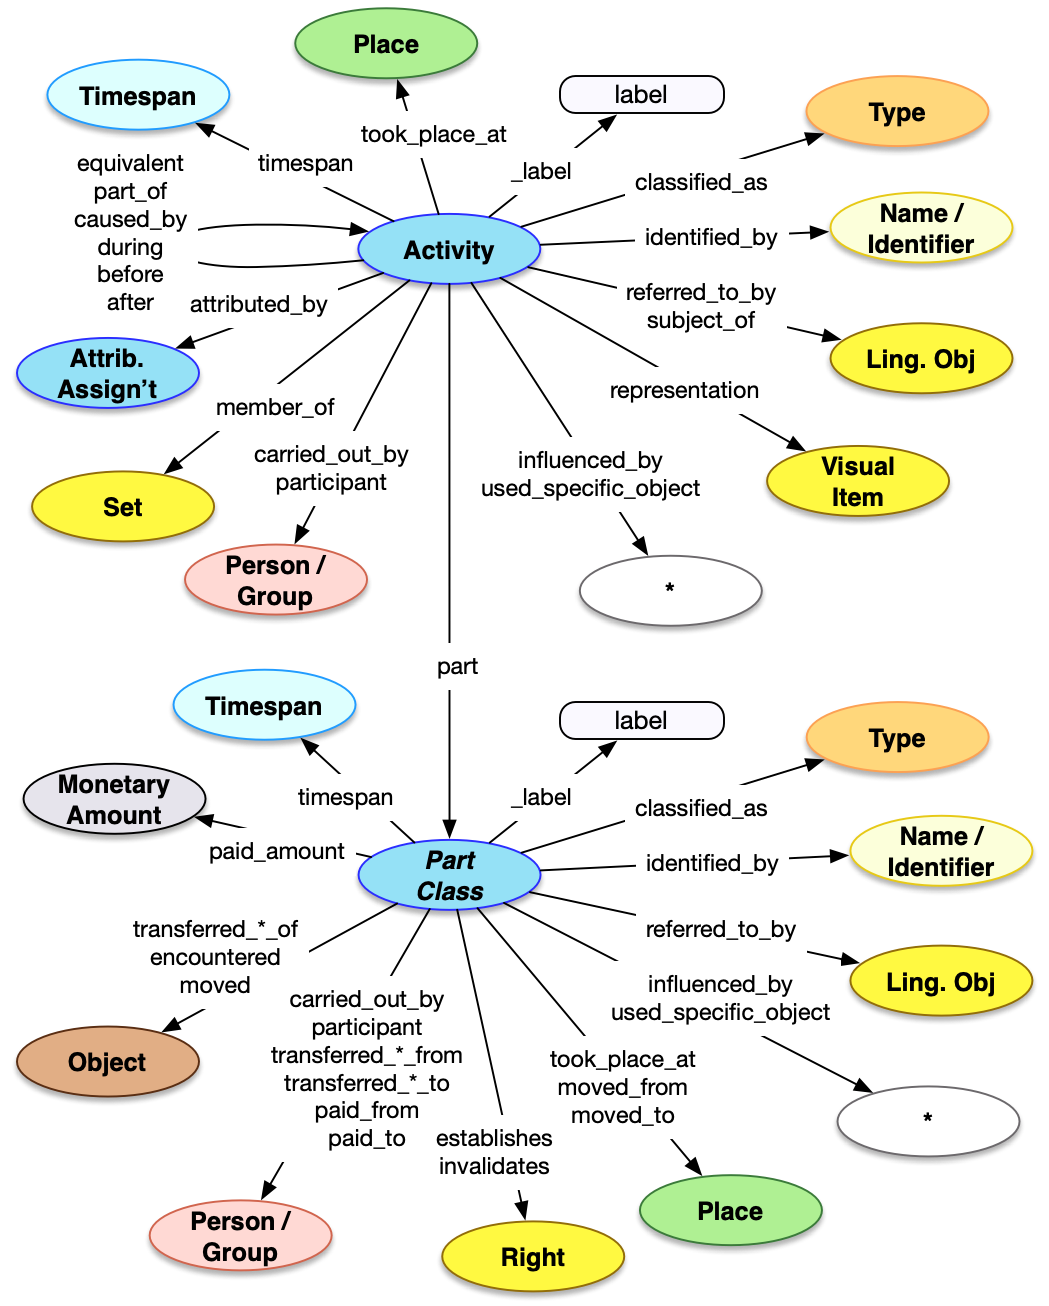 Place
Timespan
label
Type
took_place_at
timespan
_label
classified_as
equivalent
part_of
caused_by
during
before
after
Name /
Identifier
identified_by
Activity
referred_to_by
subject_of
attributed_by
Attrib.
Assign't
Ling. Obj
representation
member_of
carried_out_by
participant
influenced_by
used_specific_object
Visual
Item
Set
Person /
Group
*
part
Timespan
label
Type
Monetary
Amount
timespan
_label
classified_as
paid_amount
Part
Class
identified_by
Name /
Identifier
transferred_*_of
encountered
moved
referred_to_by
Ling. Obj
influenced_by
used_specific_object
carried_out_by
participant
transferred_*_from
transferred_*_to
paid_from
paid_to
Object
took_place_at
moved_from
moved_to
*
establishes
invalidates
Person /
Group
Right
Place